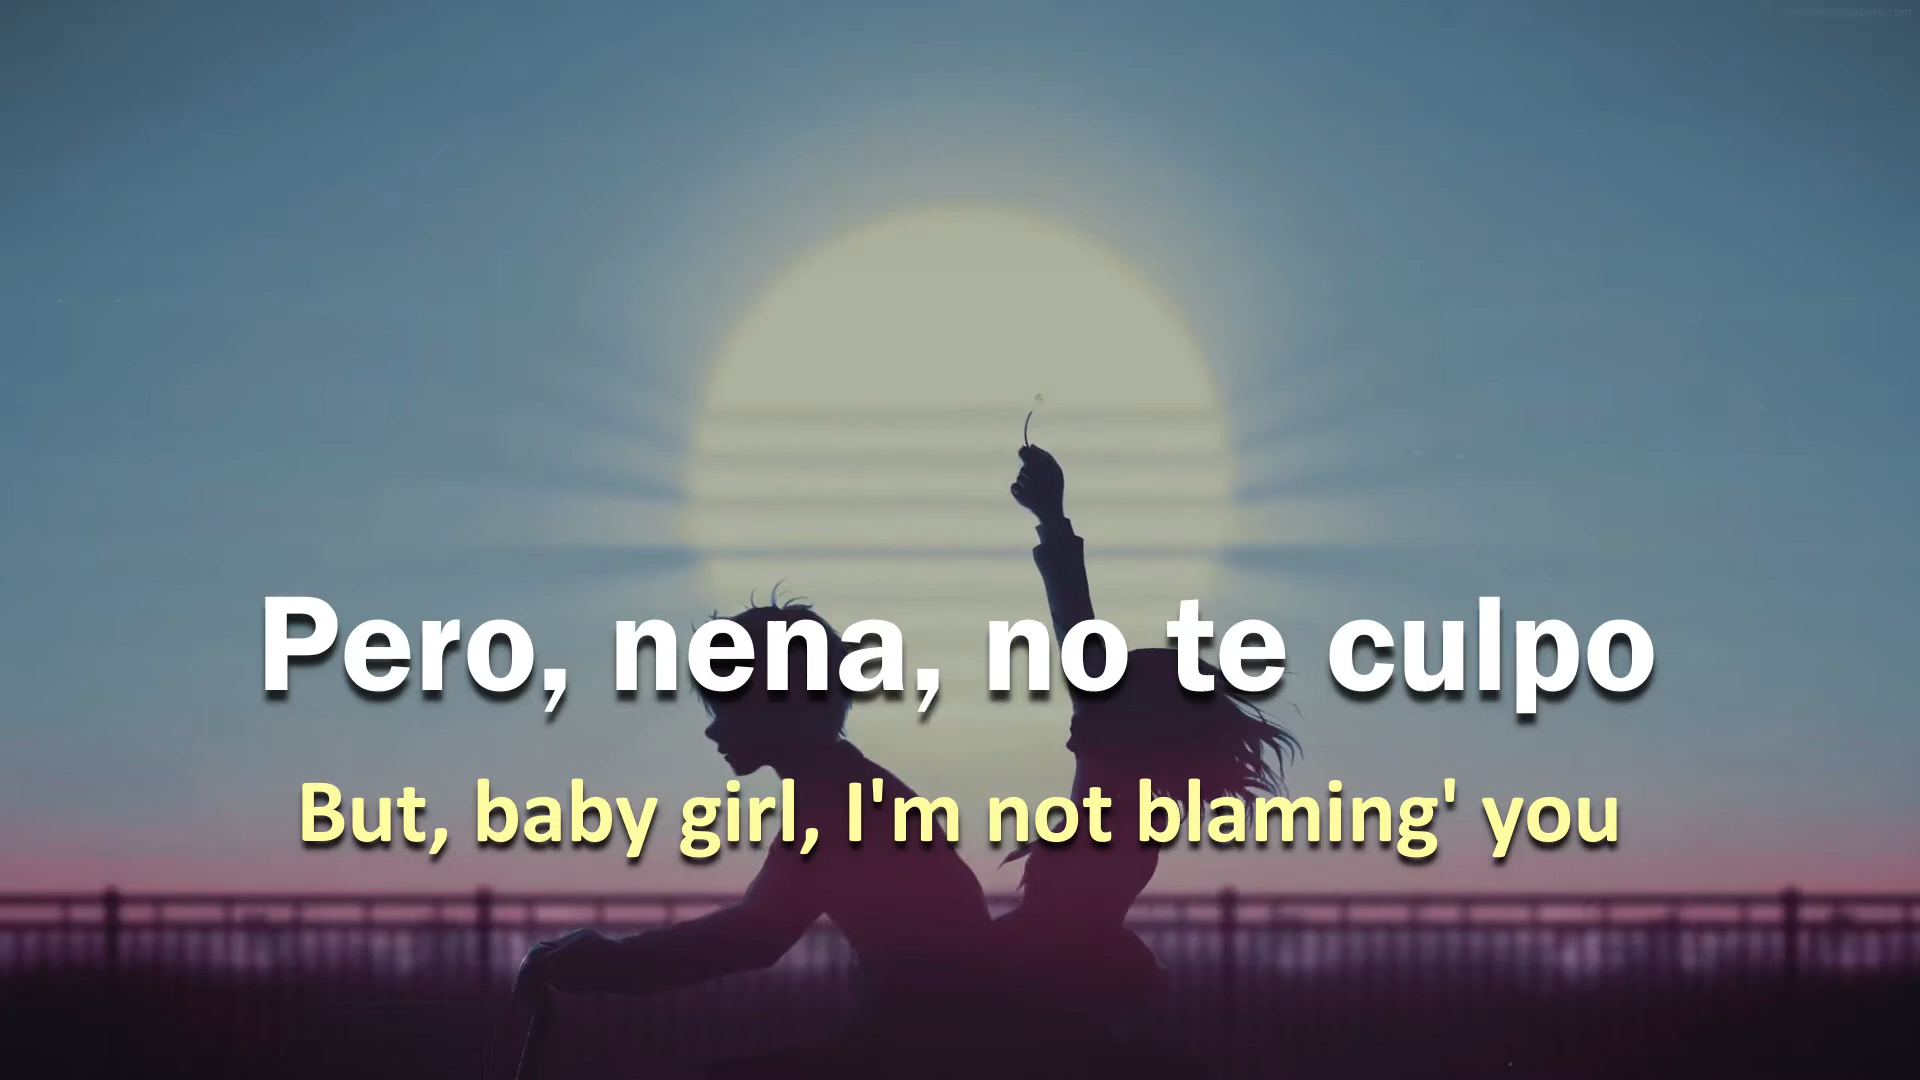 Pero, nena, no te culpo
But, baby girl, I'm not blaming' you